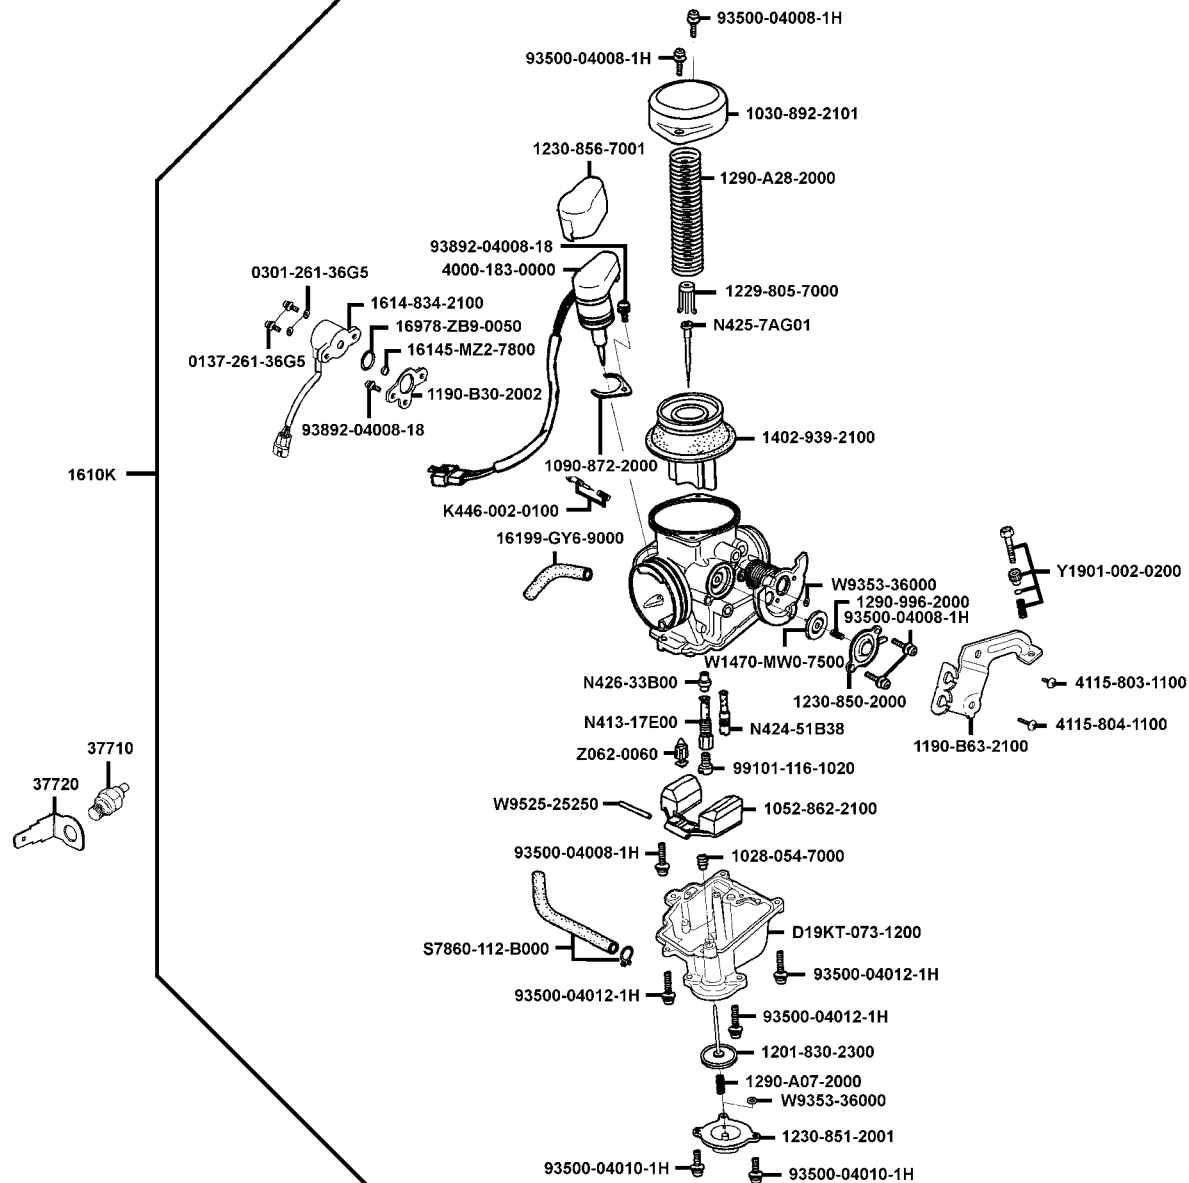 93500-04008-1H
93500-04008-1H
1030-892-2101
1230-856-7001
1290-A28-2000
93892-04008-18
4000-183-0000
0301-261-36G5
1229-805-7000
1614-834-2100
16978-ZB9-0050
N425-7AG01
0137-261-36G5
16145-MZ2-7800
1190-B30-2002
93892-04008-18
1402-939-2100
1090-872-2000
1610K
K446-002-0100
16199-GY6-9000
Y1901-002-0200
W9353-36000
1290-996-2000
93500-04008-1H
W1470-MW0-7500
N426-33B00
4115-803-1100
1230-850-2000
N413-17E00
N424-51B38
4115-804-1100
1190-B63-2100
37710
Z062-0060
99101-116-1020
37720
W9525-25250
1052-862-2100
93500-04008-1H
1028-054-7000
D19KT-073-1200
S7860-112-B000
93500-04012-1H
93500-04012-1H
93500-04012-1H
1201-830-2300
1290-A07-2000
W9353-36000
1230-851-2001
93500-04010-1H
93500-04010-1H